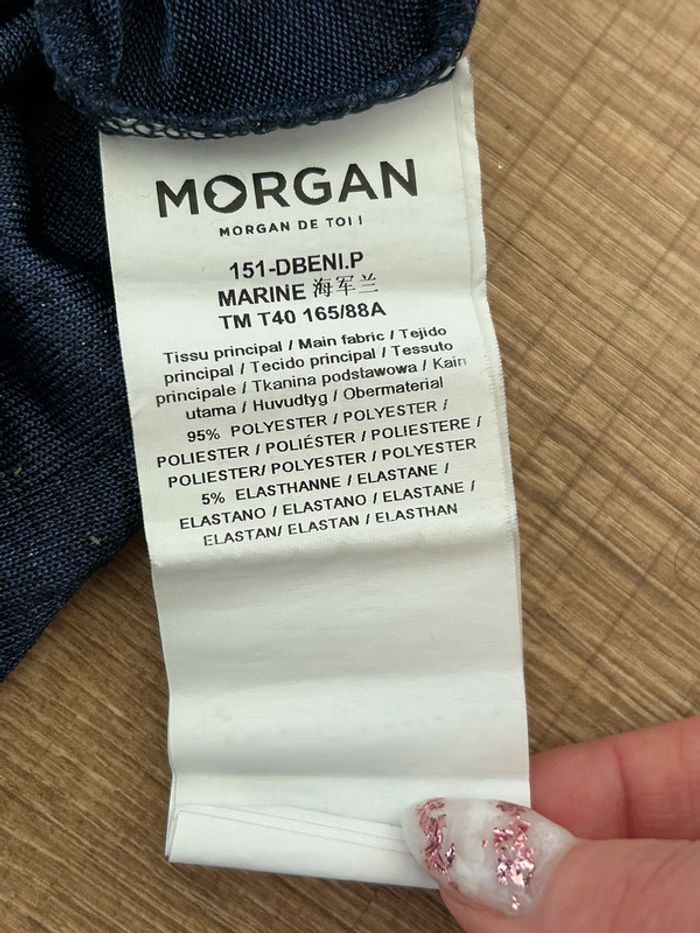 MORGAN
MORGAN DE TOI !
151-DBENI.P
MARINE 海军兰
TM T40 165/88A
Tissu principal / Main fabric / Tejido
principal / Tecido principal / Tessuto
principale / Tkanina podstawowa / Kain
utama / Huvudtyg / Obermaterial
95% POLYESTER / POLYESTER /
POLIESTER / POLIÉSTER / POLIESTERE /
POLIESTER/ POLYESTER / POLYESTER
5% ELASTHANNE / ELASTANE /
ELASTANO / ELASTANO / ELASTANE /
ELASTAN/ ELASTAN / ELASTHAN